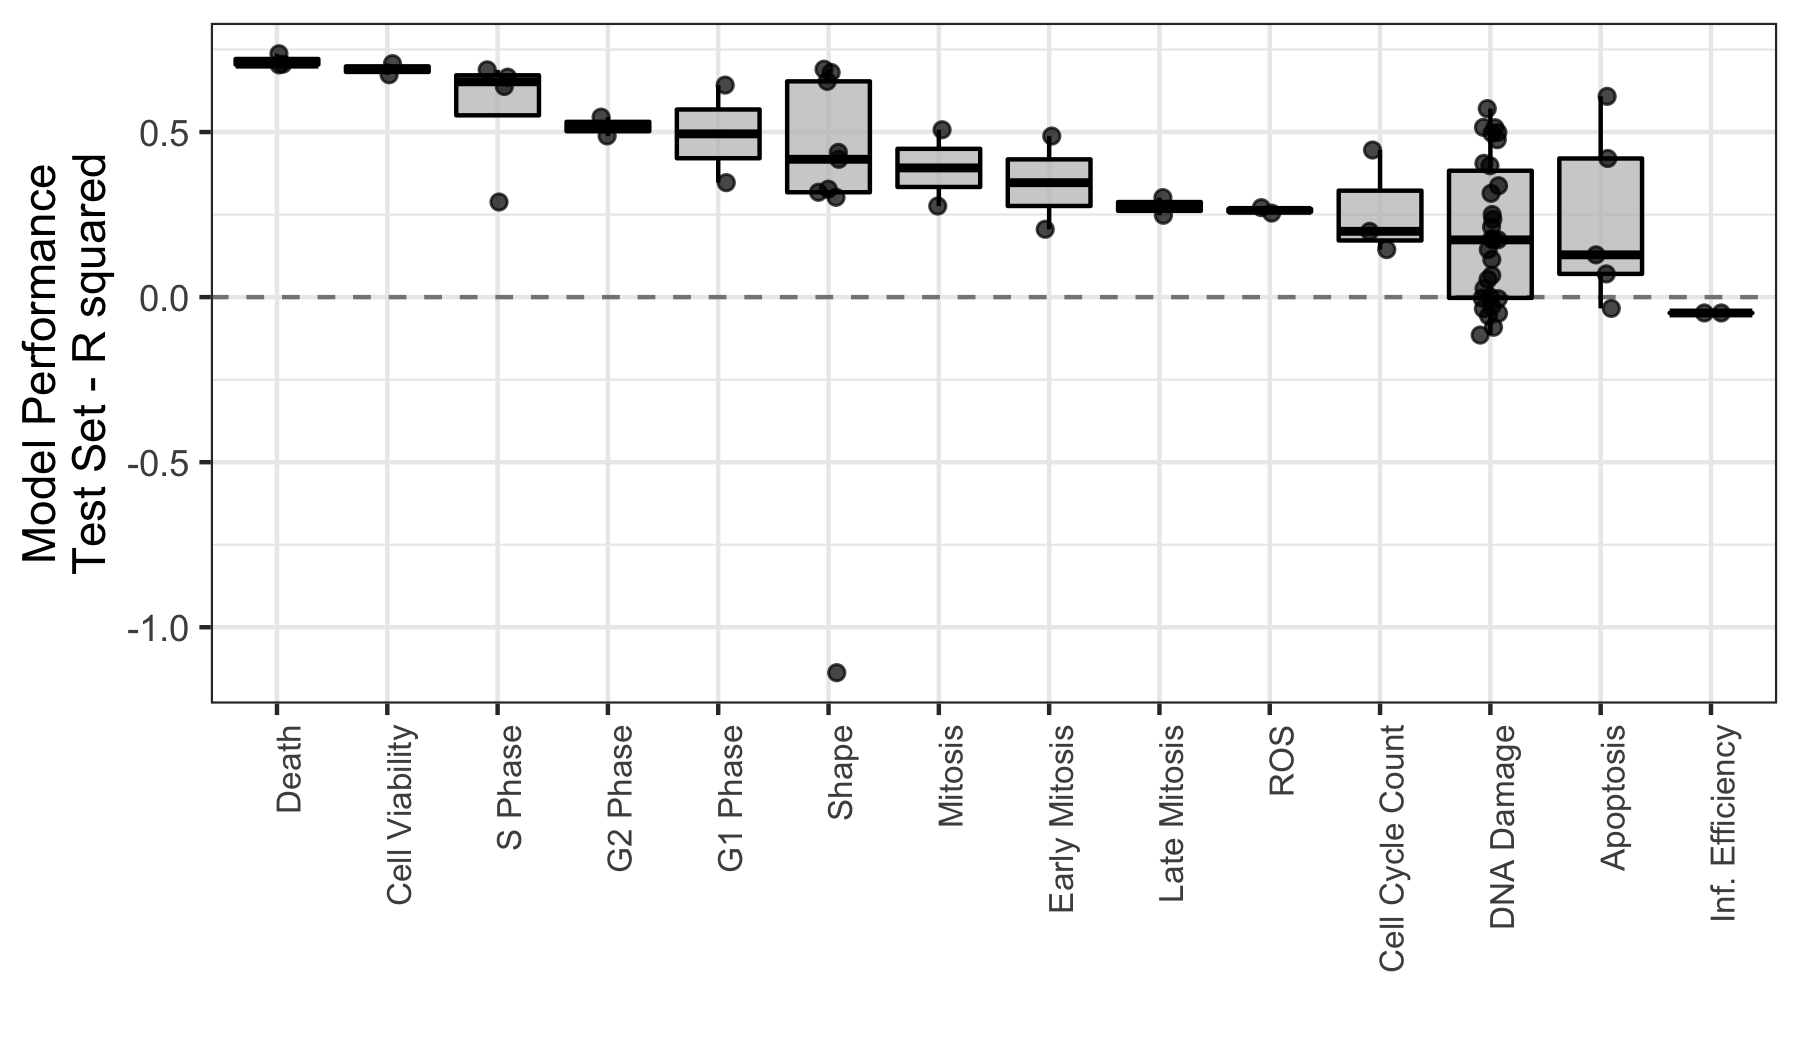 Model Performance
Test Set - R squared
0.5
0.0
-0.5
-1.0
Death
Cell Viability
S Phase
G2 Phase
G1 Phase
Shape
Mitosis
Early Mitosis
Late Mitosis
ROS
Cell Cycle Count
DNA Damage
Apoptosis
Inf. Efficiency